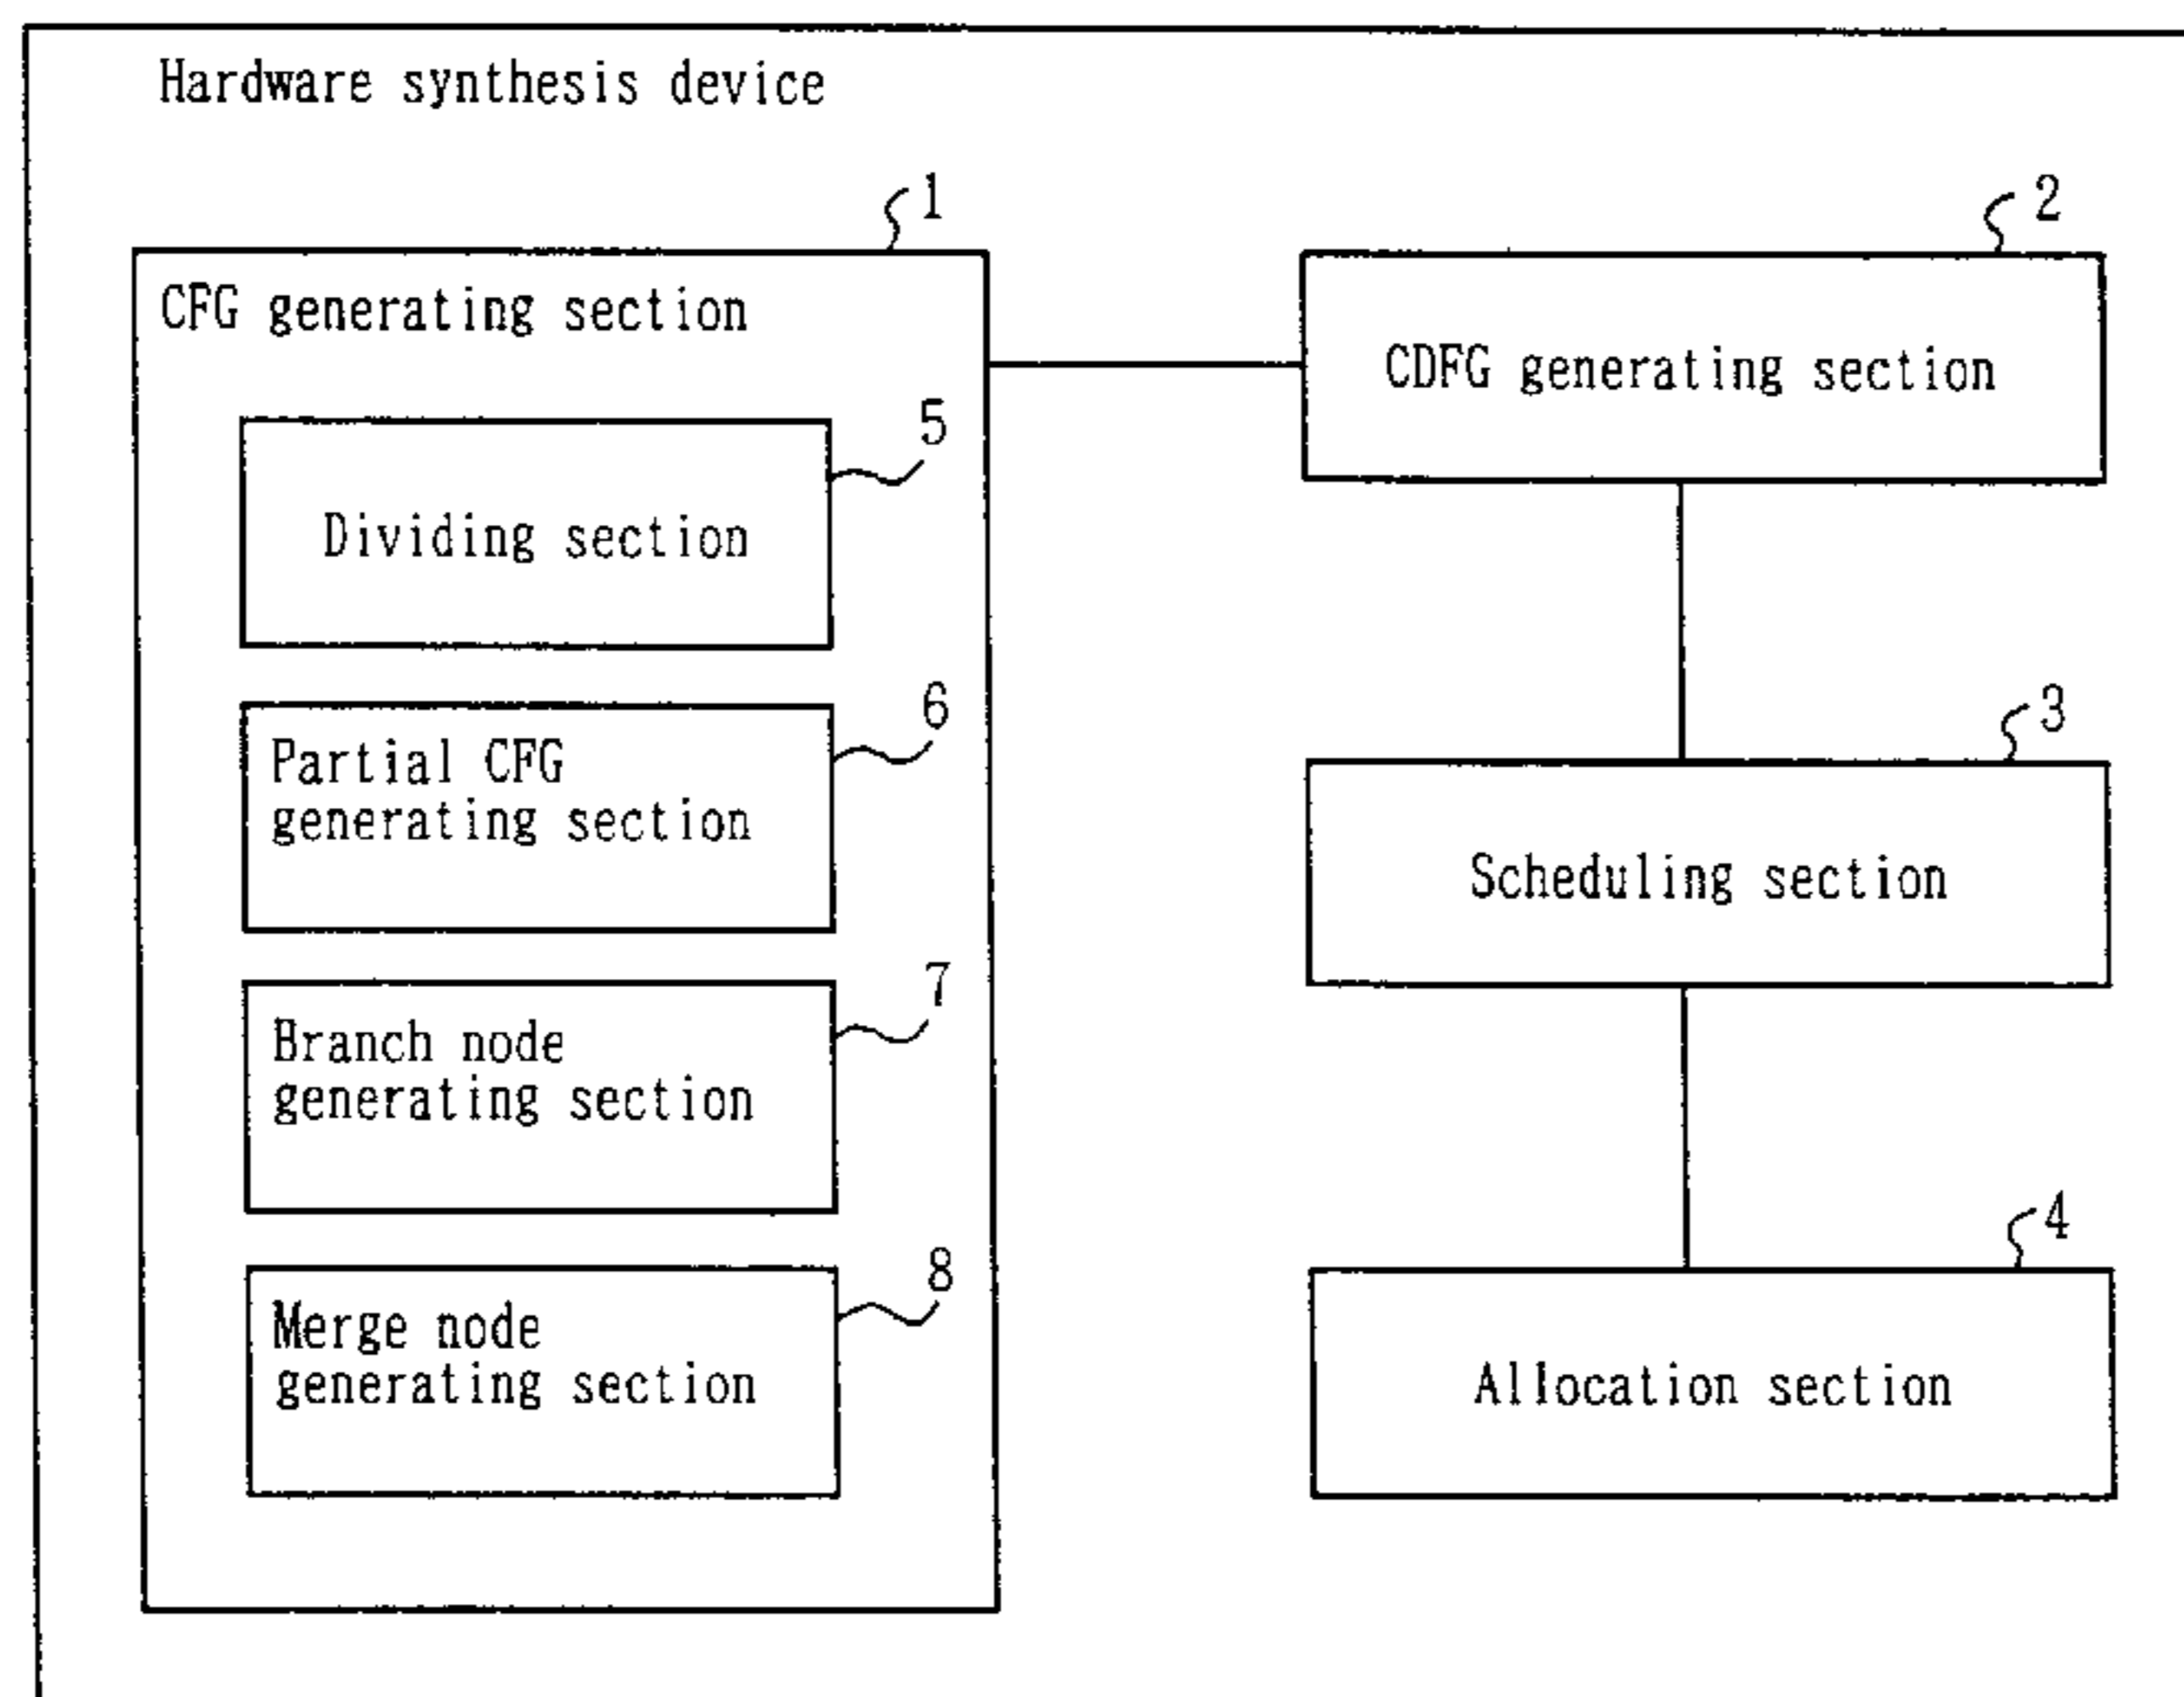 Hardware synthesis device
1
CFG generating section
5
Dividing section
6
Partial CFG
generating section
7
Branch node
generating section
8
Merge node
generating section
2
CDFG generating section
3
Scheduling section
4
Allocation section